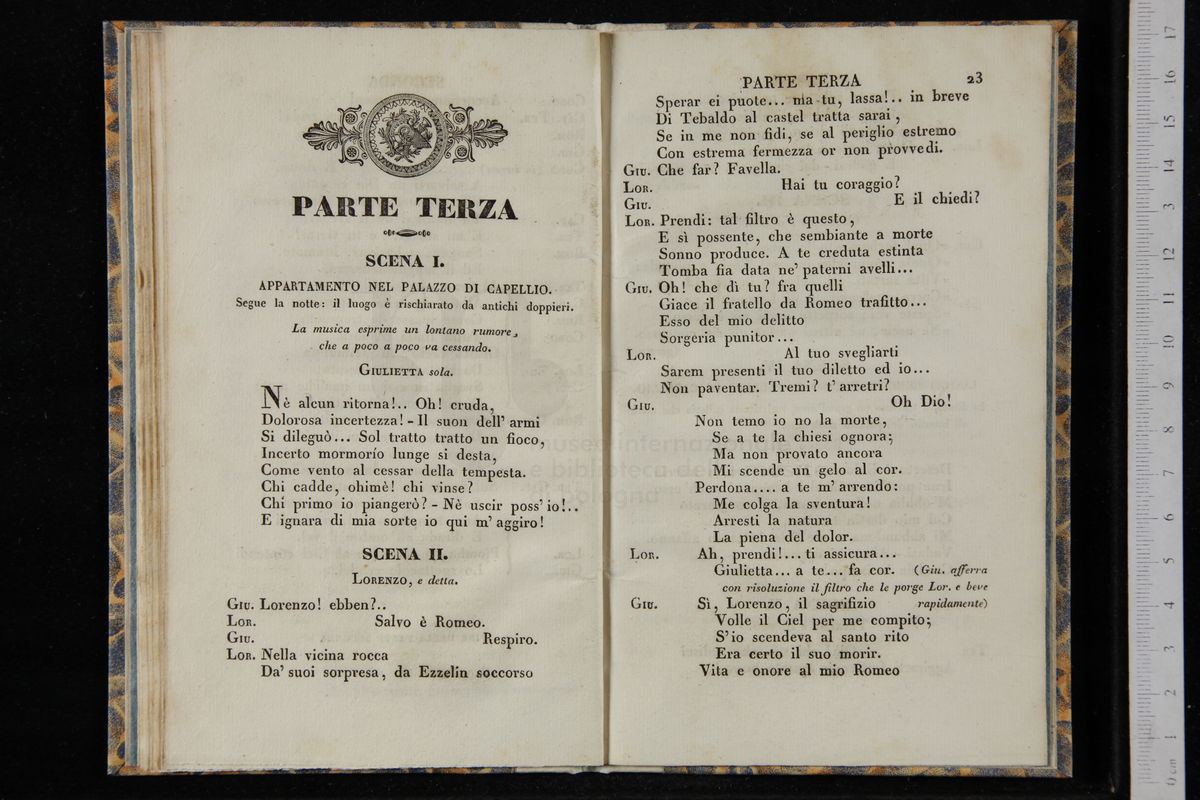 PARTE TERZA
SCENA I.
APPARTAMENTO NEL PALAZZO DI CAPELLIO.
Segue la notte: il luogo è rischiarato da antichi doppieri.
La musica esprime un lontano rumore,
che a poco a poco va cessando.
GIULIETTA sola.
Nè alcun ritorna!.. Oh! cruda,
Dolorosa incertezza! - Il suon dell' armi
Si dileguò... Sol tratto tratto un fioco,
Incerto mormorío lunge si desta,
Come vento al cessar della tempesta.
Chi cadde, ohimè! chi vinse?
Chi primo io piangerò? - Nè uscir poss' io!..
E ignara di mia sorte io qui m' aggiro!
SCENA II.
LORENZO, e detta.
GIU. Lorenzo! ebben?..
LOR. Salvo è Romeo.
GIU. Respiro.
LOR. Nella vicina rocca
Da' suoi sorpresa, da Ezzelin soccorso
PARTE TERZA 23
Sperar ei puote... ma tu, lassa!.. in breve
Di Tebaldo al castel tratta sarai,
Se in me non fidi, se al periglio estremo
Con estrema fermezza or non provvedi.
GIU. Che far? Favella.
LOR. Hai tu coraggio?
GIU. E il chiedi?
LOR. Prendi: tal filtro è questo,
E sì possente, che sembiante a morte
Sonno produce. A te creduta estinta
Tomba fia data ne' paterni avelli...
GIU. Oh! che dì tu? fra quelli
Giace il fratello da Romeo trafitto...
Esso del mio delitto
Sorgeria punitor...
LOR. Al tuo svegliarti
Sarem presenti il tuo diletto ed io...
Non paventar. Tremi? t' arretri?
GIU. Oh Dio!
Non temo io no la morte,
Se a te la chiesi ognora;
Ma non provato ancora
Mi scende un gelo al cor.
Perdona.... a te m' arrendo:
Me colga la sventura!
Arresti la natura
La piena del dolor.
LOR. Ah, prendi!... ti assicura...
Giulietta... a te... fa cor. (Giu. afferra
con risoluzione il filtro che le porge Lor. e beve
GIU. Sì, Lorenzo, il sagrifizio rapidamente)
Volle il Ciel per me compito;
S' io scendeva al santo rito
Era certo il suo morir.
Vita e onore al mio Romeo